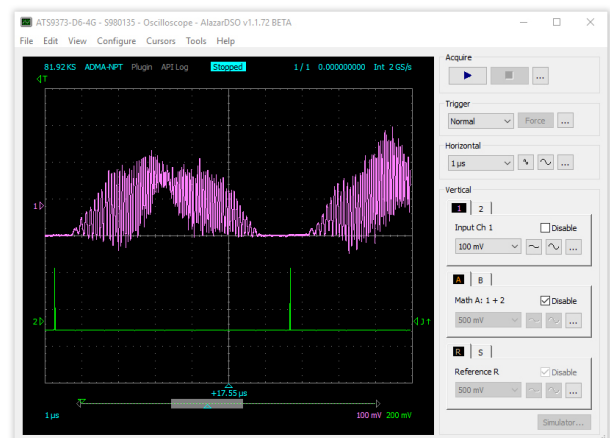 ATS9373-D6-4G - S980135 - Oscilloscope - AlazarDSO v1.1.72 BETA
File Edit View Configure Cursors Tools Help
81.92 KS ADMA-NPT Plugin API Log Stopped 1 / 1 0.000000000 Int 2 GS/s
T
1
2
J 1
+17.55 µs
T
1 µs 100 mV 200 mV
Acquire
...
Trigger
Normal Force ...
Horizontal
1 µs ...
Vertical
1 2
Input Ch 1 Disable
100 mV ...
A B
Math A: 1 + 2 Disable
500 mV ...
R S
Reference R Disable
500 mV ...
Simulator...